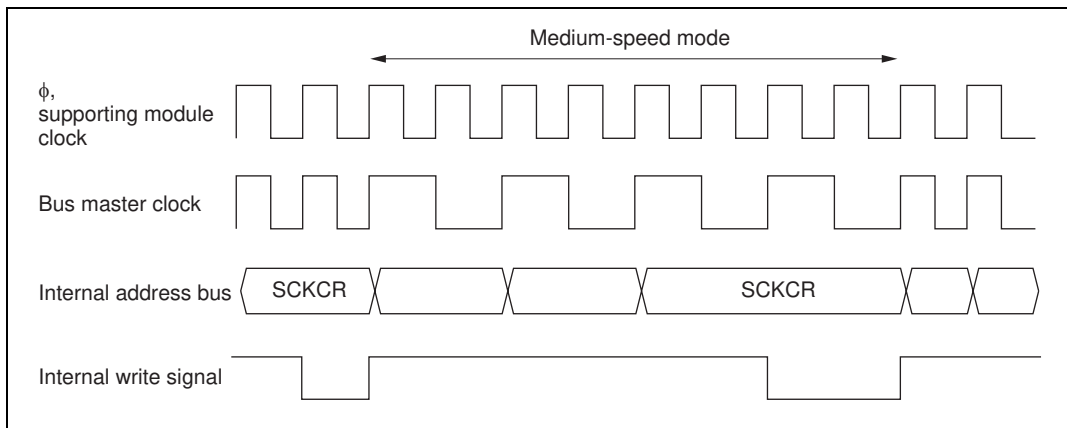 Medium-speed mode
ϕ,
supporting module
clock
Bus master clock
Internal address bus
SCKCR
SCKCR
Internal write signal